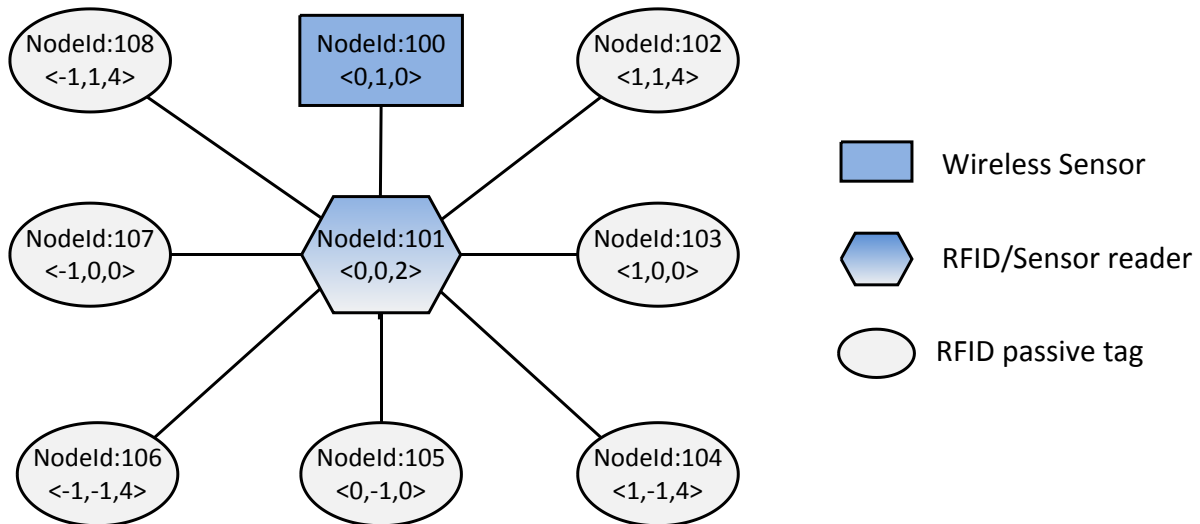 NodeId:108
<-1,1,4>
NodeId:100
<0,1,0>
NodeId:102
<1,1,4>
NodeId:107
<-1,0,0>
NodeId:101
<0,0,2>
NodeId:103
<1,0,0>
NodeId:106
<-1,-1,4>
NodeId:105
<0,-1,0>
NodeId:104
<1,-1,4>
Wireless Sensor
RFID/Sensor reader
RFID passive tag